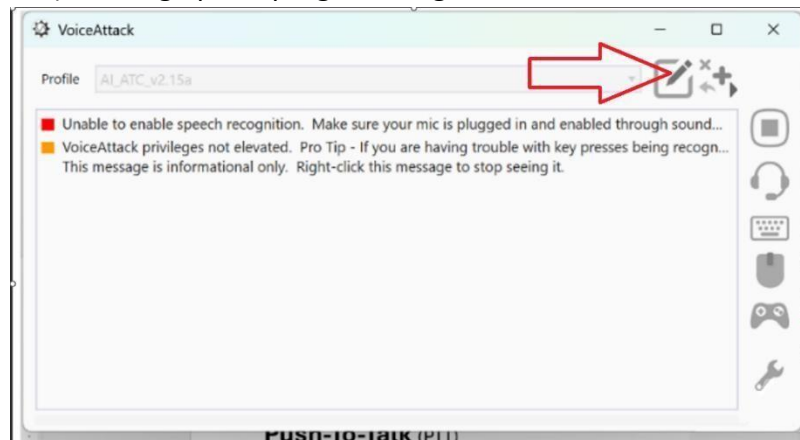 VoiceAttack
Profile AI_ATC_v2.15a
Unable to enable speech recognition. Make sure your mic is plugged in and enabled through sound...
VoiceAttack privileges not elevated. Pro Tip - If you are having trouble with key presses being recogn...
This message is informational only. Right-click this message to stop seeing it.
Push-To-Talk (PTT)